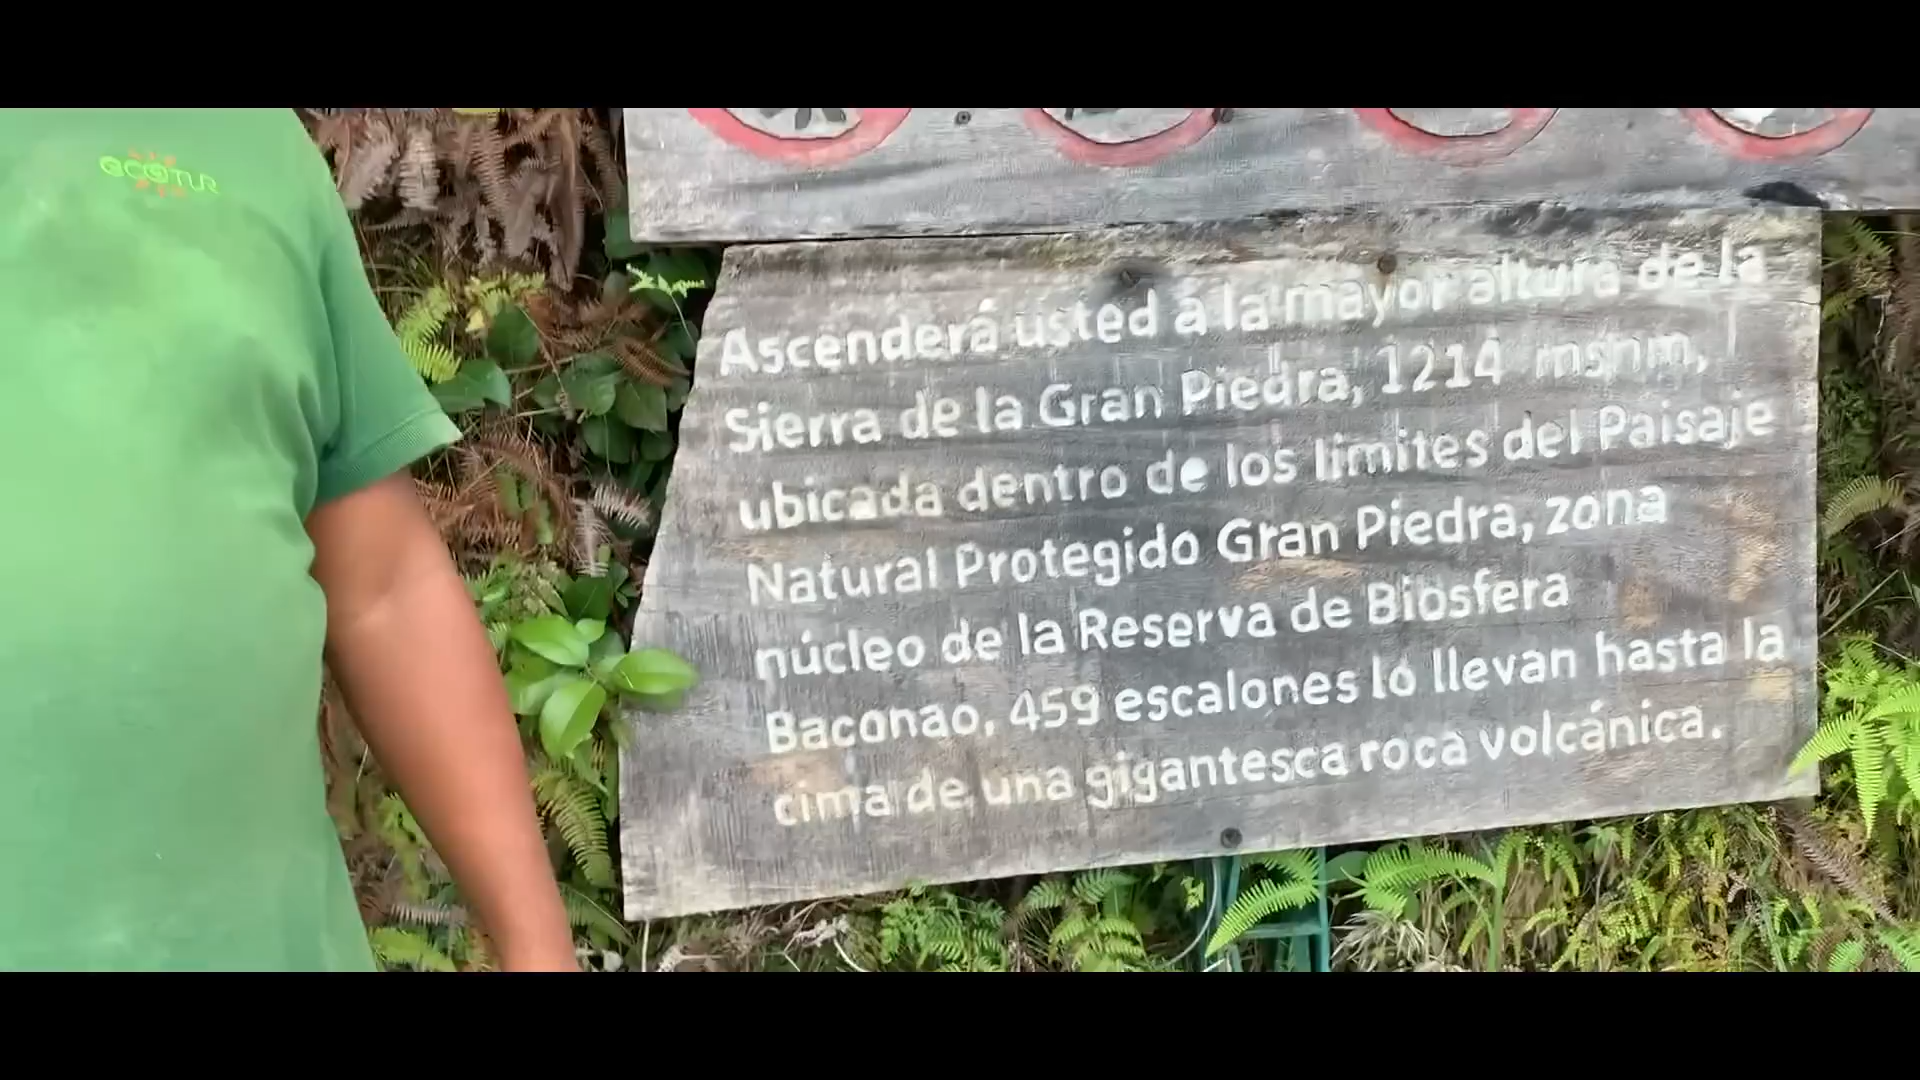 ecOTUR
Ascenderá usted a la mayor altura de la
Sierra de la Gran Piedra, 1214 msnm,
ubicada dentro de los limites del Paisaje
Natural Protegido Gran Piedra, zona
núcleo de la Reserva de Biosfera
Baconao, 459 escalones lo llevan hasta la
cima de una gigantesca roca volcánica.